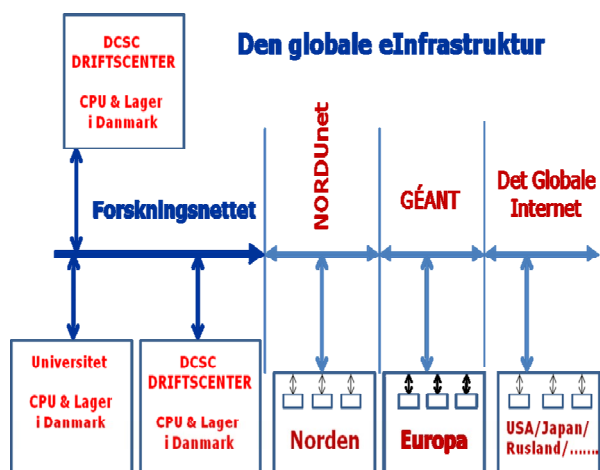 DCSC
DRIFTSCENTER
CPU & Lager
i Danmark
Den globale eInfrastruktur
Forskningsnettet
NORDUnet
GÉANT
Det Globale
Internet
Universitet
CPU & Lager
i Danmark
DCSC
DRIFTSCENTER
CPU & Lager
i Danmark
Norden
Europa
USA/Japan/
Rusland/.......